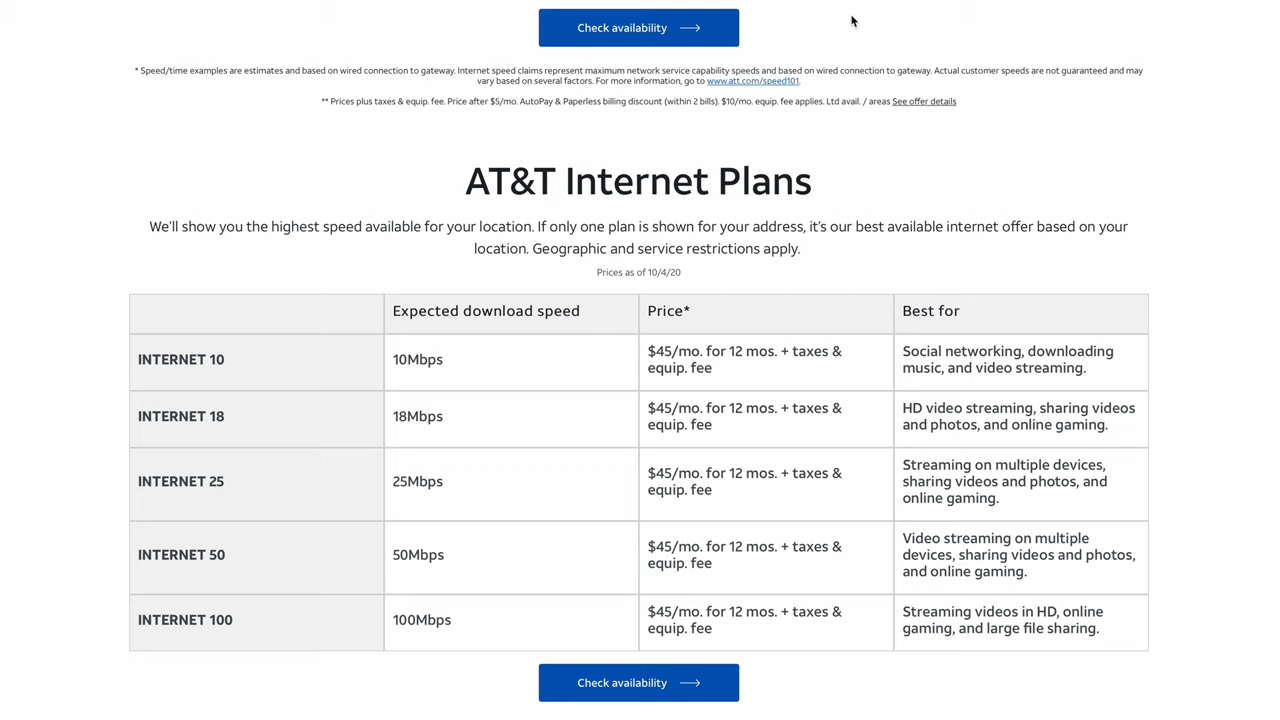 Check availability
* Speed/time examples are estimates and based on wired connection to gateway. Internet speed claims represent maximum network service capability speeds and based on wired connection to gateway. Actual customer speeds are not guaranteed and may
vary based on several factors. For more information, go to www.att.com/speed101.
** Prices plus taxes & equip. fee. Price after $5/mo. AutoPay & Paperless billing discount (within 2 bills). $10/mo. equip. fee applies. Ltd avail. / areas See offer details
AT&T Internet Plans
We'll show you the highest speed available for your location. If only one plan is shown for your address, it's our best available internet offer based on your
location. Geographic and service restrictions apply.
Prices as of 10/4/20
Expected download speed
Price*
Best for
INTERNET 10
10Mbps
$45/mo. for 12 mos. + taxes &
equip. fee
Social networking, downloading
music, and video streaming.
INTERNET 18
18Mbps
$45/mo. for 12 mos. + taxes &
equip. fee
HD video streaming, sharing videos
and photos, and online gaming.
INTERNET 25
25Mbps
$45/mo. for 12 mos. + taxes &
equip. fee
Streaming on multiple devices,
sharing videos and photos, and
online gaming.
INTERNET 50
50Mbps
$45/mo. for 12 mos. + taxes &
equip. fee
Video streaming on multiple
devices, sharing videos and photos,
and online gaming.
INTERNET 100
100Mbps
$45/mo. for 12 mos. + taxes &
equip. fee
Streaming videos in HD, online
gaming, and large file sharing.
Check availability